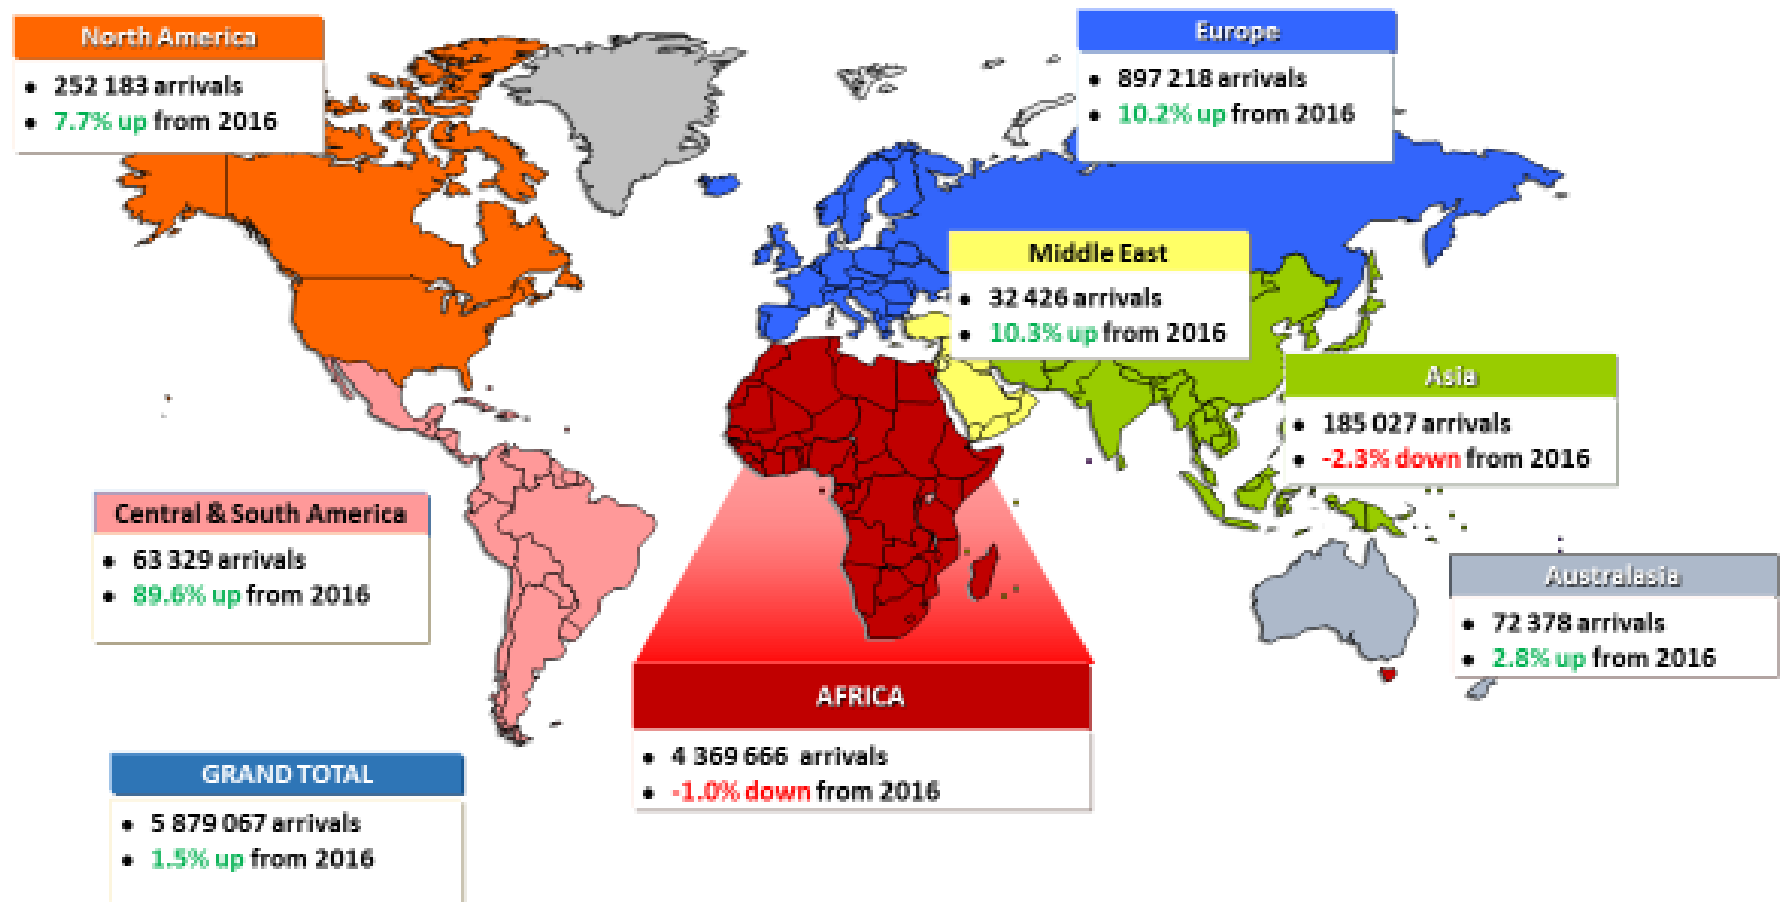 North America
• 252 183 arrivals
• 7.7% up from 2016
Europe
• 897 218 arrivals
• 10.2% up from 2016
Middle East
• 32 426 arrivals
• 10.3% up from 2016
Asia
• 185 027 arrivals
• -2.3% down from 2016
Central & South America
• 63 329 arrivals
• 89.6% up from 2016
Australasia
• 72 378 arrivals
• 2.8% up from 2016
AFRICA
• 4 369 666 arrivals
• -1.0% down from 2016
GRAND TOTAL
• 5 879 067 arrivals
• 1.5% up from 2016